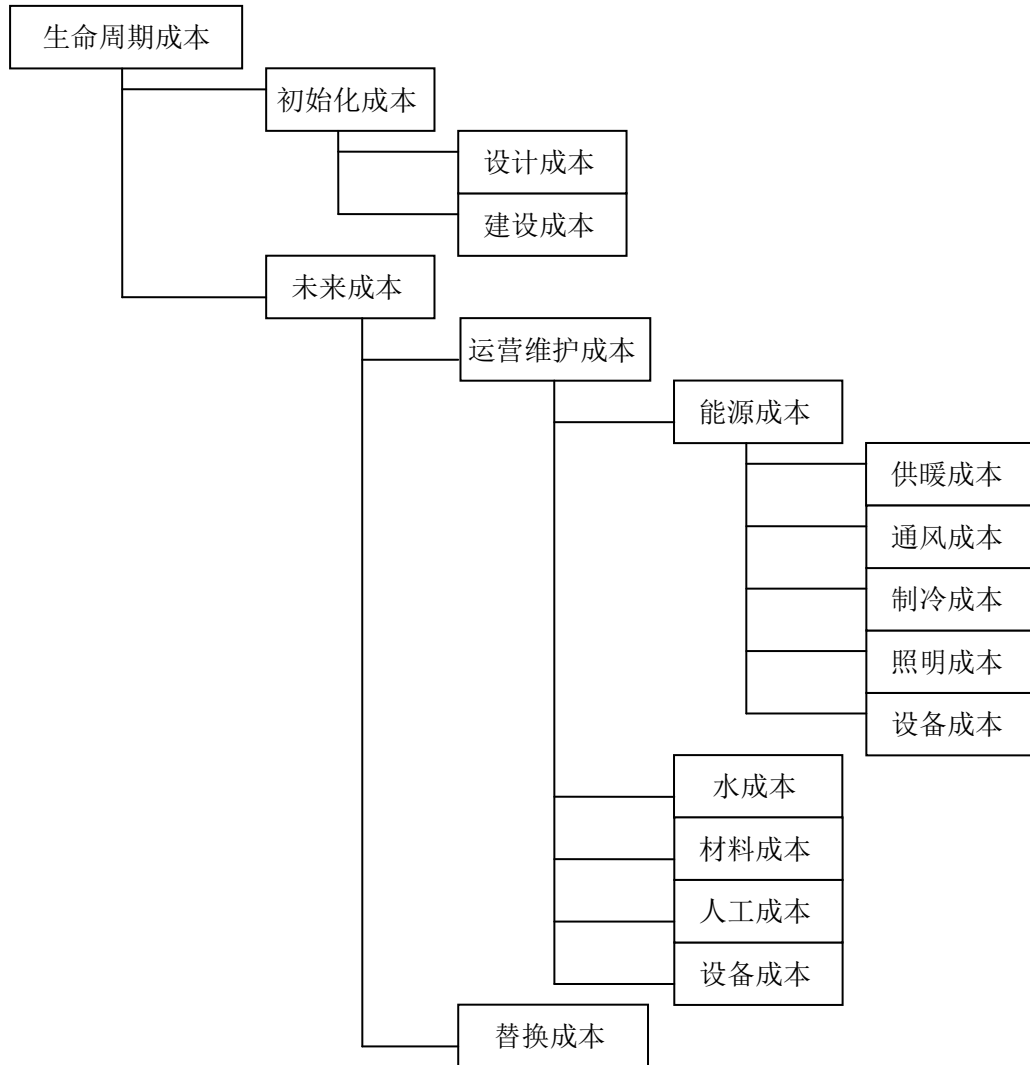 生命周期成本
初始化成本
设计成本
建设成本
未来成本
运营维护成本
能源成本
供暖成本
通风成本
制冷成本
照明成本
设备成本
水成本
材料成本
人工成本
设备成本
替换成本